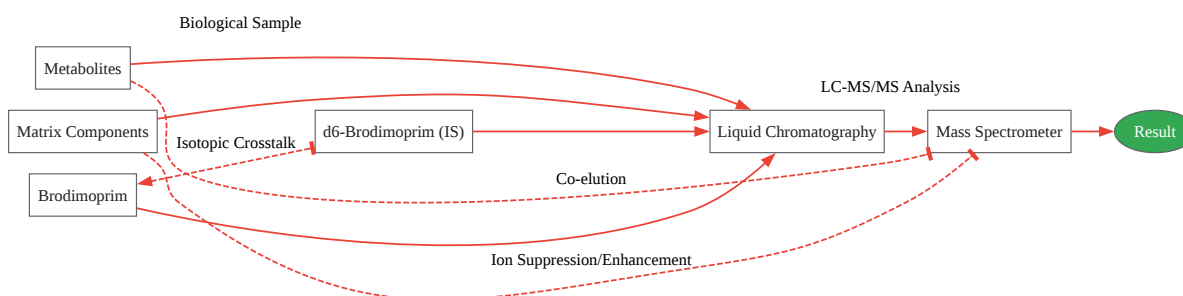 Biological Sample
Metabolites
LC-MS/MS Analysis
Matrix Components
Isotopic Crosstalk
d6-Brodimoprim (IS)
Liquid Chromatography
Mass Spectrometer
Result
Co-elution
Brodimoprim
Ion Suppression/Enhancement